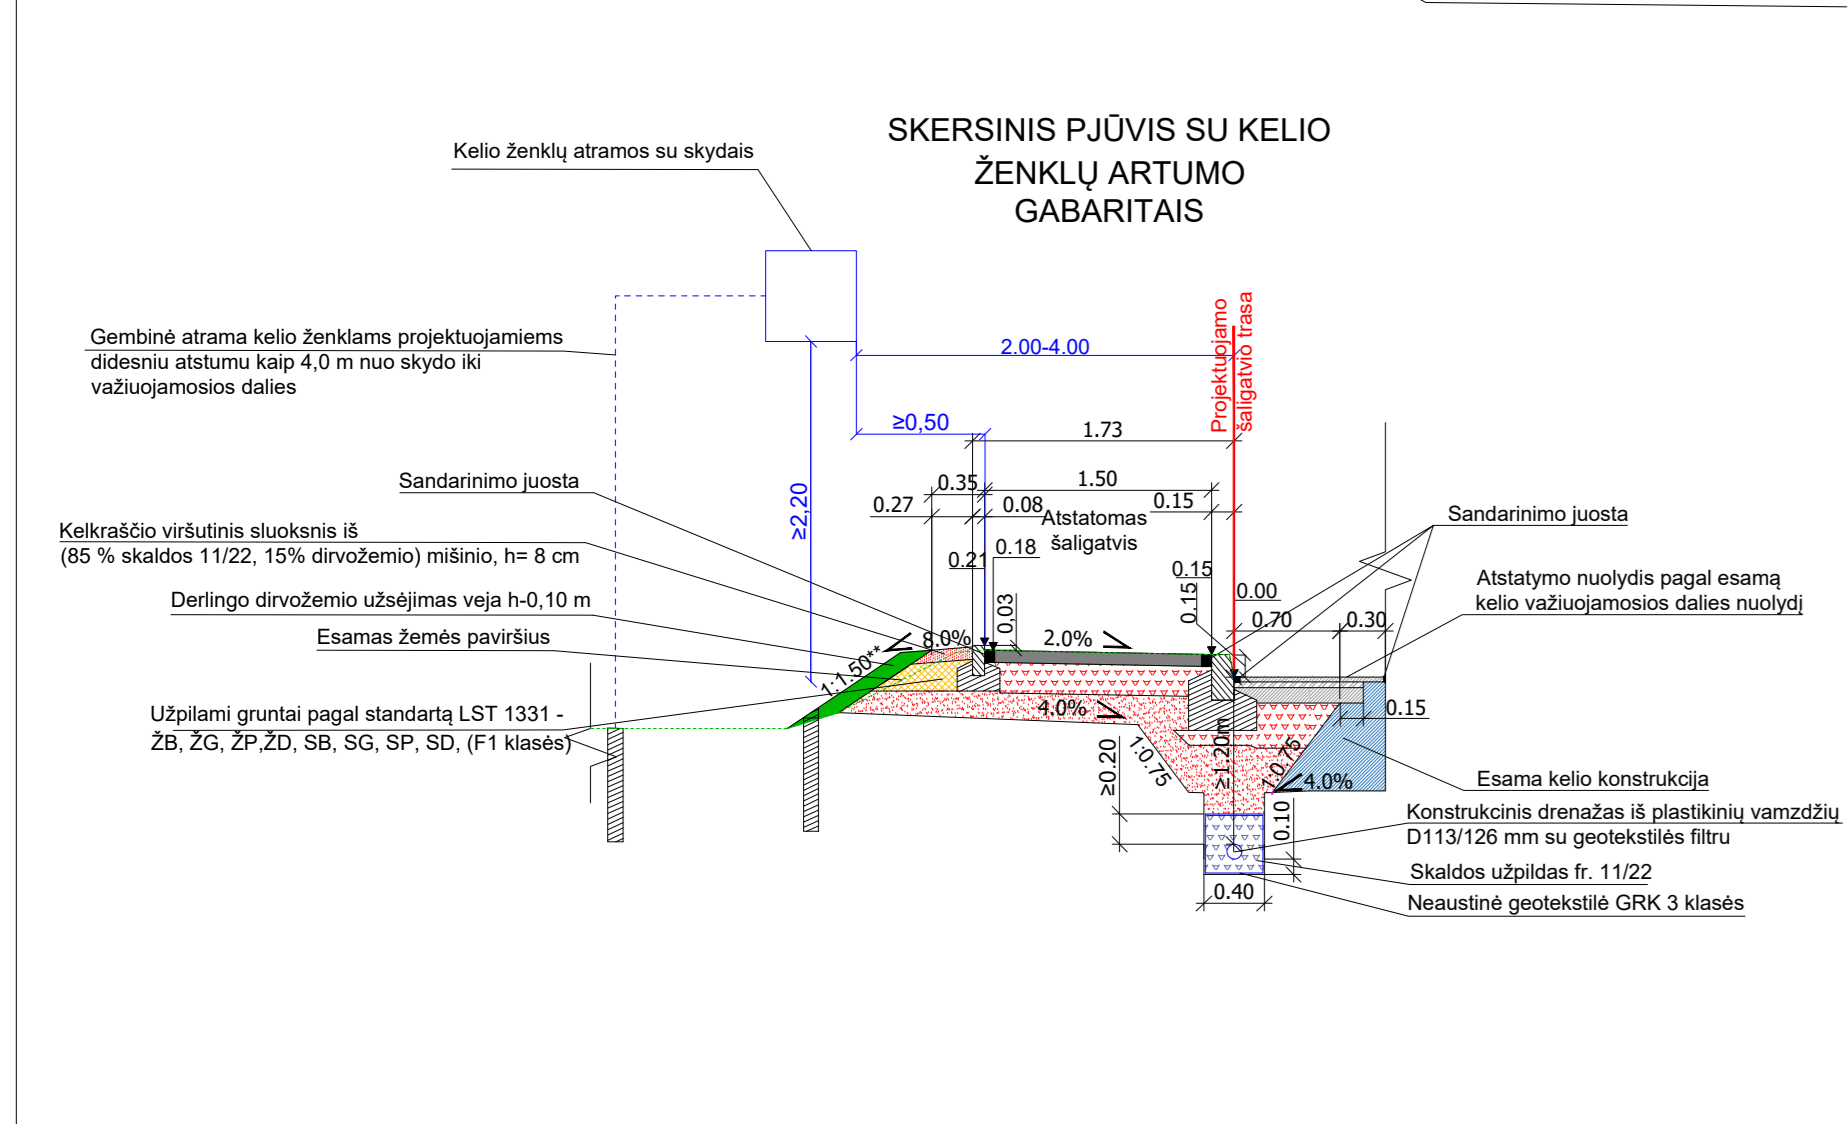 SKERSINIS PJŪVIS SU KELIO
ŽENKLŲ ARTUMO
GABARITAIS
Kelio ženklų atramos su skydais
Gembinė atrama kelio ženklams projektuojamiems
didesniu atstumu kaip 4,0 m nuo skydo iki
važiuojamosios dalies
2.00-4.00
Projektuojamo
šaligatvio trasa
≥0,50
1.73
≥2,20
Sandarinimo juosta
0.35
1.50
0.27
0.08
0.15
Atstatomas
šaligatvis
Sandarinimo juosta
Kelkraščio viršutinis sluoksnis iš
(85 % skaldos 11/22, 15% dirvožemio) mišinio, h= 8 cm
0.21
0.18
0.15
0.15
0.00
Atstatymo nuolydis pagal esamą
kelio važiuojamosios dalies nuolydį
Derlingo dirvožemio užsėjimas veja h-0,10 m
0,03
0.70
0.30
Esamas žemės paviršius
8.0%
2.0%
1:1.50**
Užpilami gruntai pagal standartą LST 1331 -
ŽB, ŽG, ŽP,ŽD, SB, SG, SP, SD, (F1 klasės)
4.0%
0.15
≥0.20
1:0.75
≥1.20m
1:0.75
4.0%
Esama kelio konstrukcija
0.10
Konstrukcinis drenažas iš plastikinių vamzdžių
D113/126 mm su geotekstilės filtru
Skaldos užpildas fr. 11/22
0.40
Neaustinė geotekstilė GRK 3 klasės